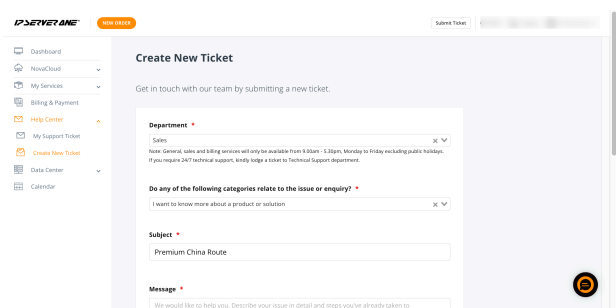 IP SERVER ONE
NEW ORDER
Submit Ticket
Dashboard
NovaCloud
My Services
Billing & Payment
Help Center
My Support Ticket
Create New Ticket
Data Center
Calendar
Create New Ticket
Get in touch with our team by submitting a new ticket.
Department *
Sales
Note: General, sales and billing services will only be available from 9.00am - 5.30pm, Monday to Friday excluding public holidays.
If you require 24/7 technical support, kindly lodge a ticket to Technical Support department.
Do any of the following categories relate to the issue or enquiry? *
I want to know more about a product or solution
Subject *
Premium China Route
Message *
We would like to help you. Describe your issue in detail and steps you've already taken to